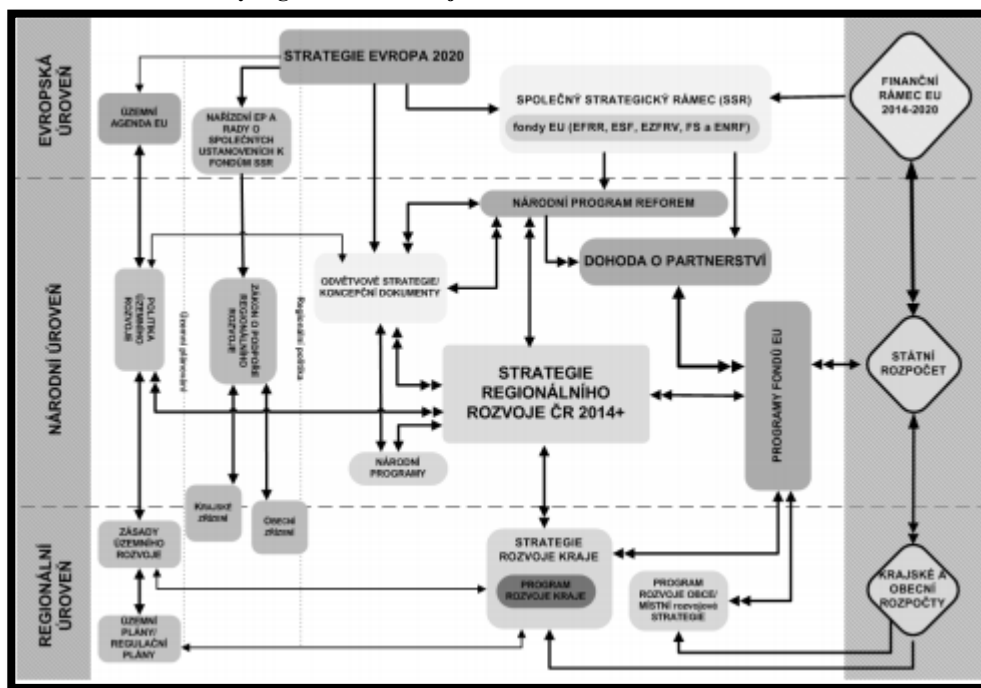 EVROPSKÁ
ÚROVEŇ
STRATEGIE EVROPA 2020
ÚZEMNÍ
AGENDA EU
NAŘÍZENÍ EP A
RADY O
SPOLEČNÝCH
USTANOVENÍCH K
FONDŮM SSR
SPOLEČNÝ STRATEGICKÝ RÁMEC (SSR)
fondy EU (EFRR, ESF, EZFRV, FS a ENRF)
FINANČNÍ
RÁMEC EU
2014-2020
NÁRODNÍ ÚROVEŇ
NÁRODNÍ PROGRAM REFOREM
DOHODA O PARTNERSTVÍ
ODVĚTVOVÉ STRATEGIE/
KONCEPČNÍ DOKUMENTY
POLITIKA
ÚZEMNÍHO
ROZVOJE
Územní plánování
ZÁKON O PODPOŘE
REGIONÁLNÍHO
ROZVOJE
Regionální politika
STRATEGIE
REGIONÁLNÍHO
ROZVOJE ČR 2014+
PROGRAMY FONDŮ EU
STÁTNÍ
ROZPOČET
NÁRODNÍ
PROGRAMY
KRAJSKÉ
ZŘÍZENÍ
OBECNÍ
ZŘÍZENÍ
REGIONÁLNÍ
ÚROVEŇ
ZÁSADY
ÚZEMNÍHO
ROZVOJE
STRATEGIE
ROZVOJE KRAJE
PROGRAM
ROZVOJE KRAJE
PROGRAM
ROZVOJE OBCE/
MÍSTNÍ rozvojové
STRATEGIE
KRAJSKÉ A
OBECNÍ
ROZPOČTY
ÚZEMNÍ
PLÁNY/
REGULAČNÍ
PLÁNY